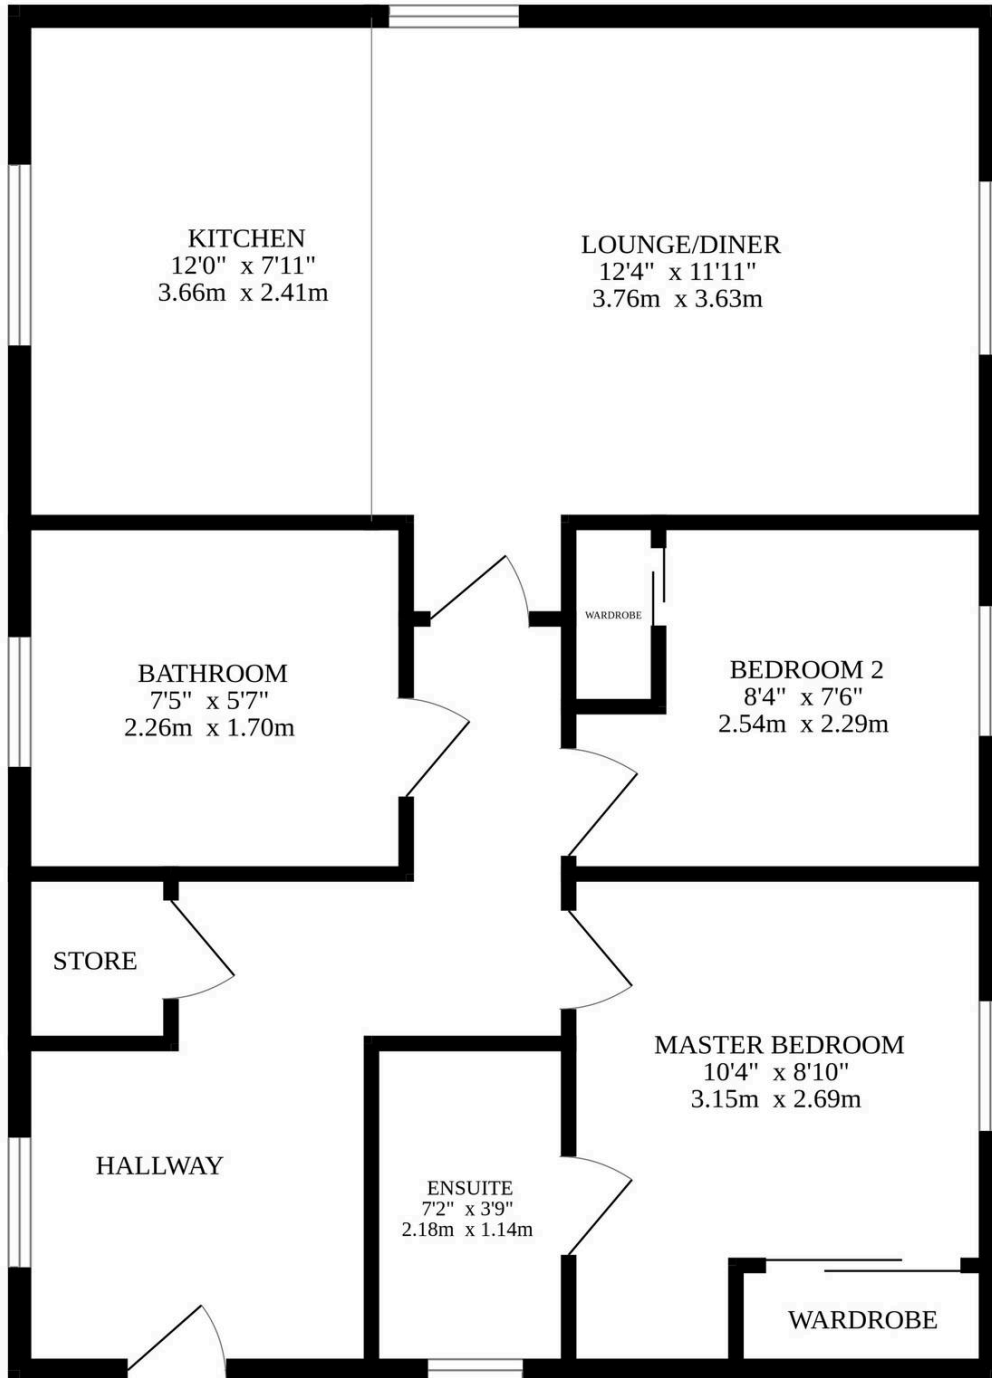 KITCHEN
12'0" x 7'11"
3.66m x 2.41m
LOUNGE/DINER
12'4" x 11'11"
3.76m x 3.63m
WARDROBE
BATHROOM
7'5" x 5'7"
2.26m x 1.70m
BEDROOM 2
8'4" x 7'6"
2.54m x 2.29m
STORE
MASTER BEDROOM
10'4" x 8'10"
3.15m x 2.69m
HALLWAY
ENSUITE
7'2" x 3'9"
2.18m x 1.14m
WARDROBE